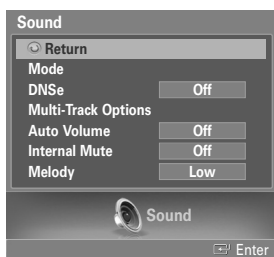 Sound
Return
Mode
DNSe Off
Multi-Track Options
Auto Volume Off
Internal Mute Off
Melody Low
Sound
Enter